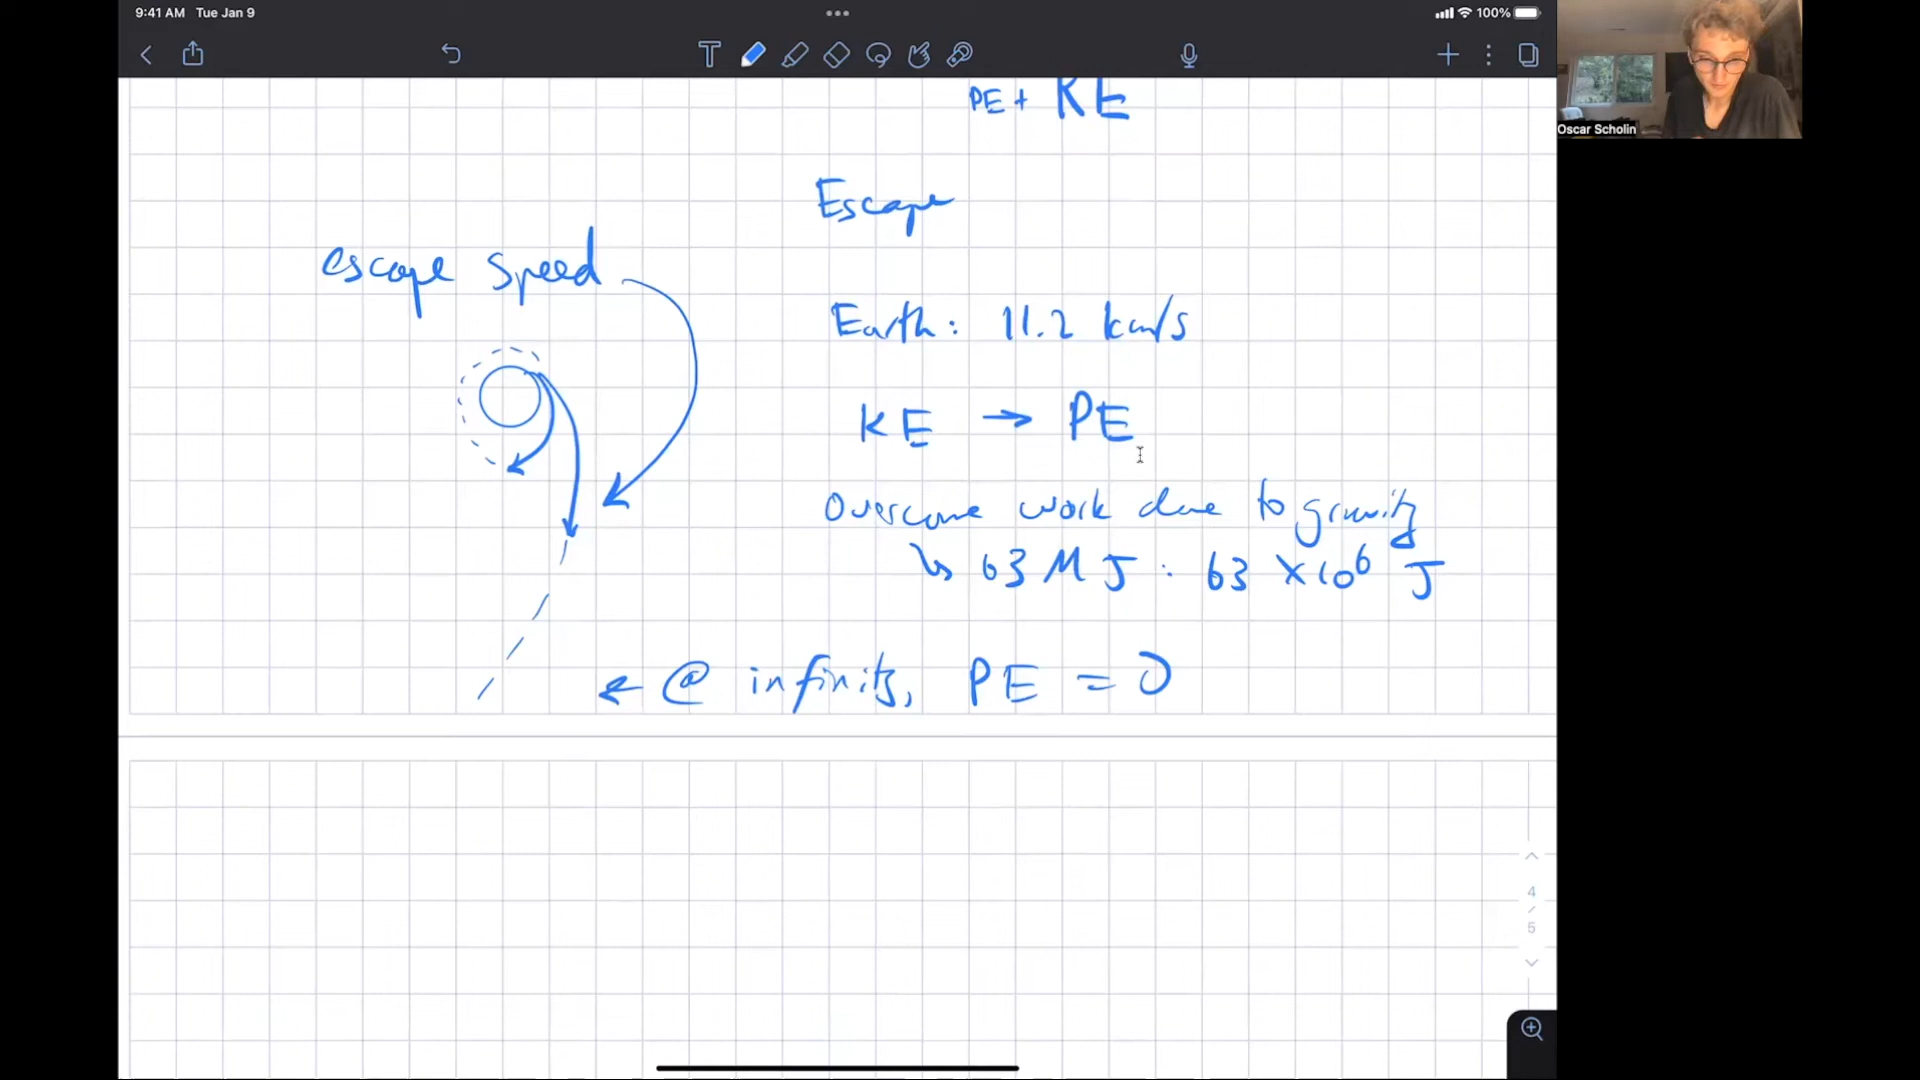 9:41 AM Tue Jan 9
100%
PE + KE
Escape
escape speed
Earth: 11.2 km/s
KE → PE
Overcome work due to gravity
↳ 63 MJ : 63 ×10⁶ J
← @ infinity, PE = 0
4
/
5
Oscar Scholin